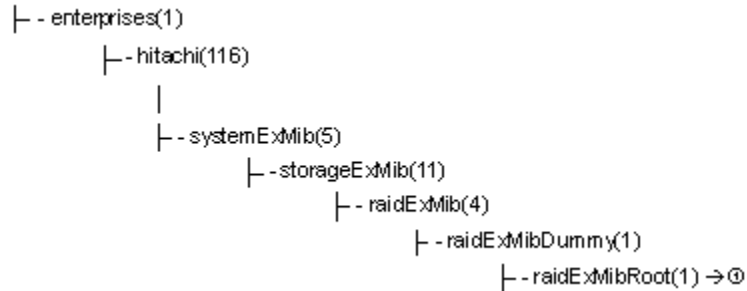 enterprises(1)
hitachi(116)
systemExMib(5)
storageExMib(11)
raidExMib(4)
raidExMibDummy(1)
raidExMibRoot(1) →①